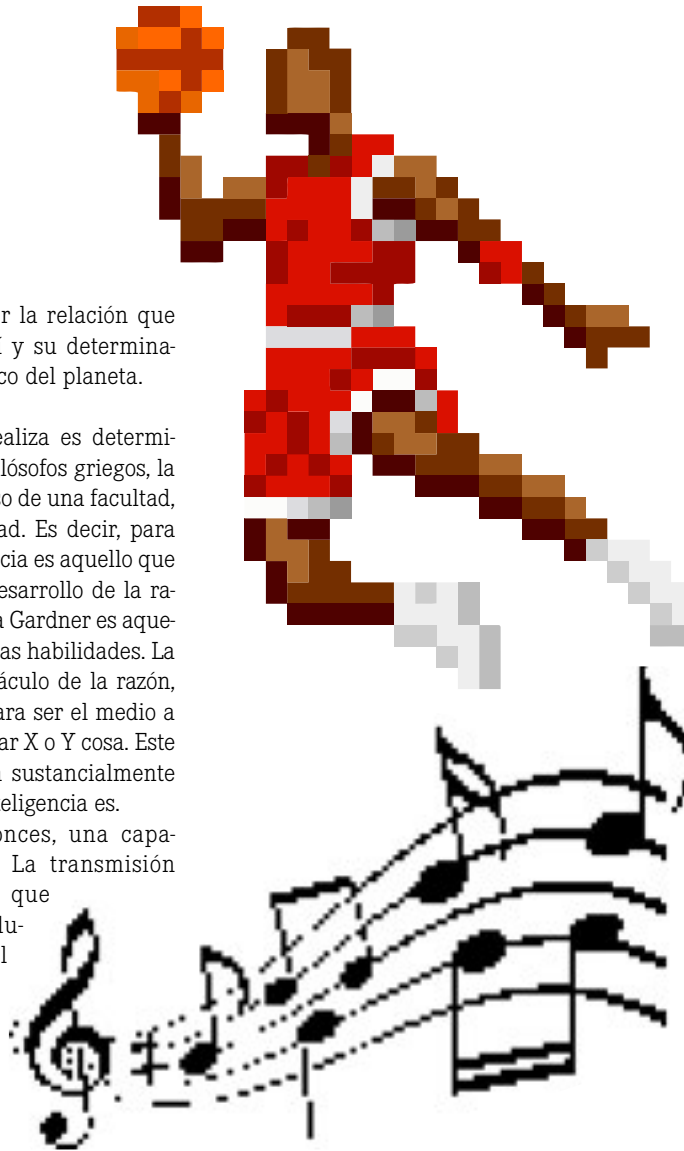 r la relación que
y su determina-
co del planeta.
ealiza es determi-
lósofos griegos, la
o de una facultad,
ad. Es decir, para
cia es aquello que
esarrollo de la ra-
a Gardner es aque-
as habilidades. La
áculo de la razón,
ara ser el medio a
ar X o Y cosa. Este
sustancialmente
eligencia es.
onces, una capa-
La transmisión
que
lu-
l